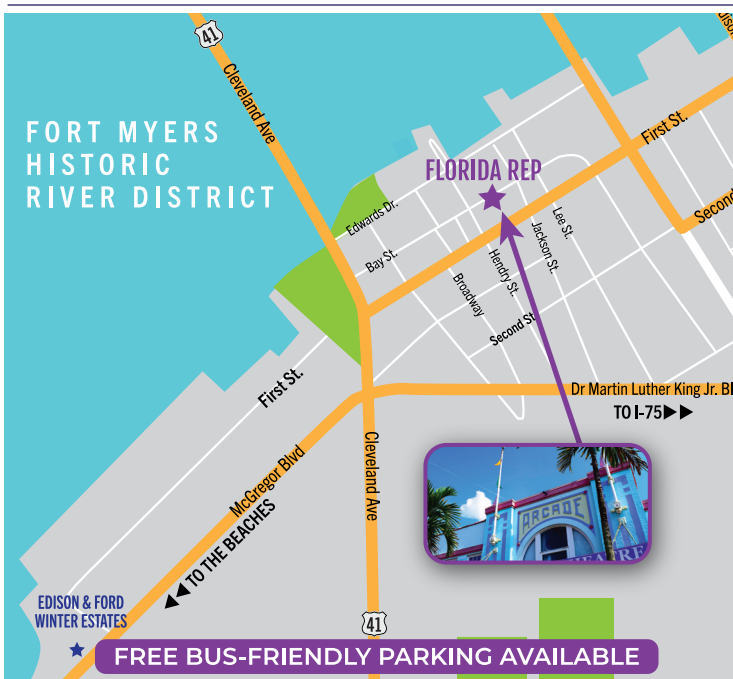 41
Cleveland Ave
FORT MYERS
HISTORIC
RIVER DISTRICT
First St.
FLORIDA REP
Edwards Dr.
Bay St.
Lee St.
Jackson St.
Hendry St.
Broadway
Second St
Second
First St.
Dr Martin Luther King Jr.
TO I-75
McGregor Blvd
Cleveland Ave
TO THE BEACHES
ARCADE
THEATRE
EDISON & FORD
WINTER ESTATES
41
FREE BUS-FRIENDLY PARKING AVAILABLE